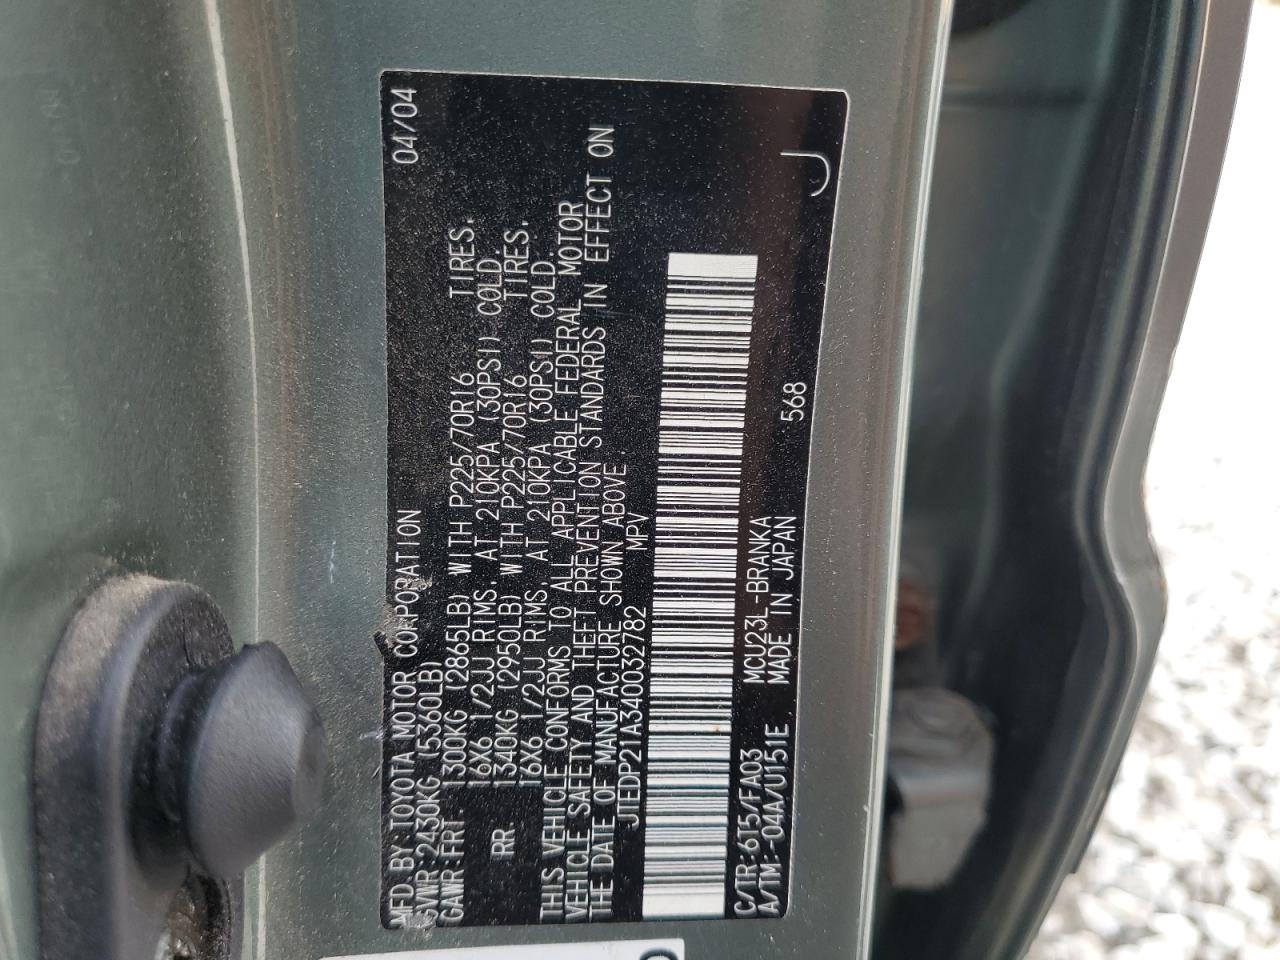 MFD. BY TOYOTA MOTOR CORPORATION 04/04
GVWR 2430KG (5360LB)
GAWR FRT. 1300KG (2865LB) WITH P225/70R16 TIRES.
16X6 1/2JJ RIMS. AT 210KPA (30PSI) COLD
RR 1340KG (2950LB) WITH P225/70R16 TIRES.
16X6 1/2JJ RIMS. AT 210KPA (30PSI) COLD
THIS VEHICLE CONFORMS TO ALL APPLICABLE FEDERAL MOTOR
VEHICLE SAFETY AND THEFT PREVENTION STANDARDS IN EFFECT ON
THE DATE OF MANUFACTURE SHOWN ABOVE.
JTEDP21A340032782 MPV
C/TR:6T5/FA03 MCU23L-BRANKA
A/TM:-04A/U151E MADE IN JAPAN 568 J